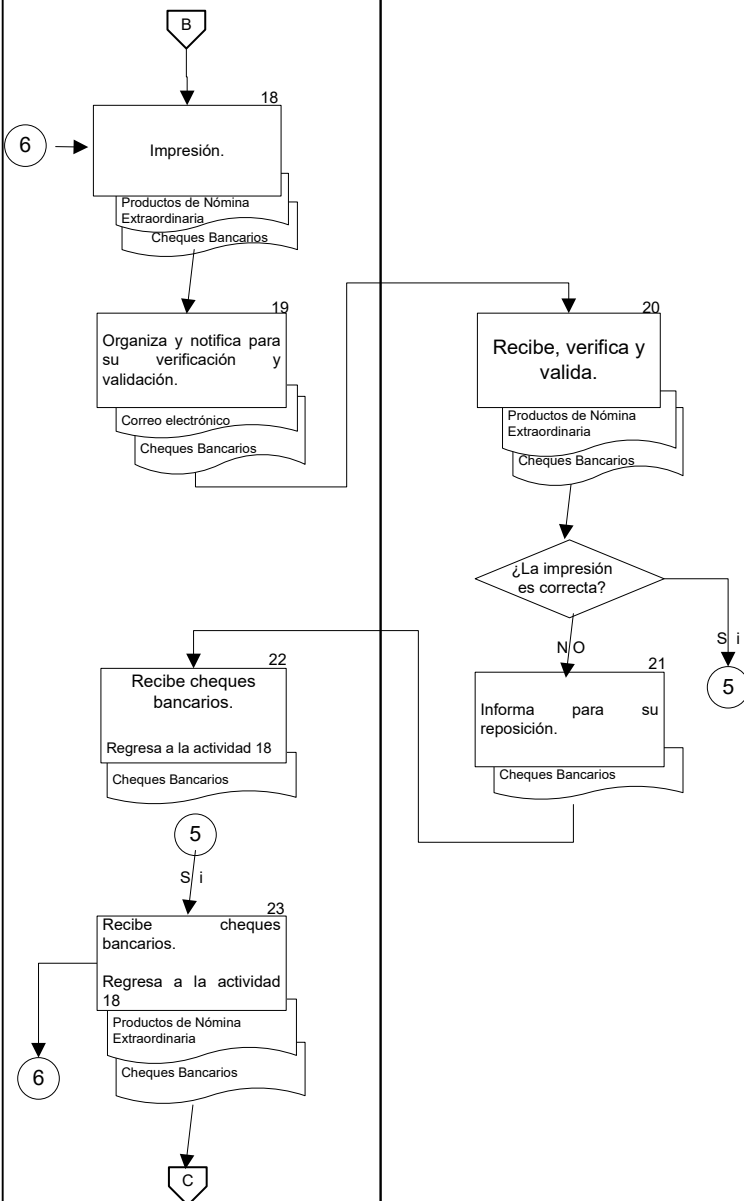 B
18
6
Impresión.
Productos de Nómina
Extraordinaria
Cheques Bancarios
19
Organiza y notifica para
su verificación y
validación.
Correo electrónico
Cheques Bancarios
20
Recibe, verifica y
valida.
Productos de Nómina
Extraordinaria
Cheques Bancarios
¿La impresión
es correcta?
S i
5
N O
21
Informa para su
reposición.
Cheques Bancarios
22
Recibe cheques
bancarios.
Regresa a la actividad 18
Cheques Bancarios
5
S i
23
Recibe cheques
bancarios.
Regresa a la actividad
18
Productos de Nómina
Extraordinaria
Cheques Bancarios
6
C